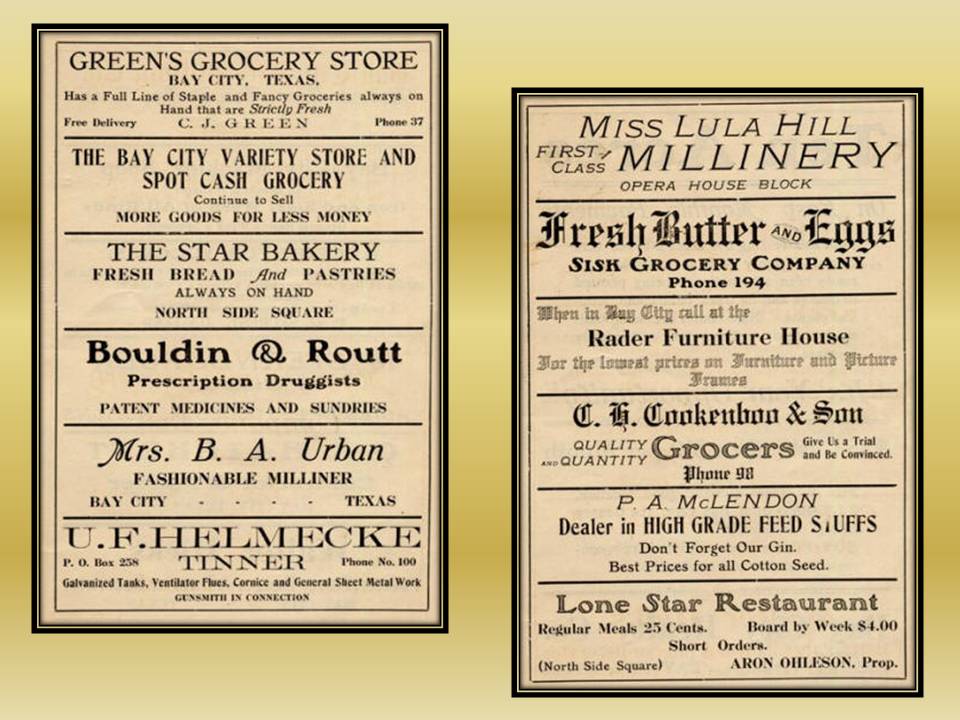 GREEN'S GROCERY STORE
BAY CITY, TEXAS,
Has a Full Line of Staple and Fancy Groceries always on
Hand that are Strictly Fresh
Free Delivery C. J. GREEN Phone 37
THE BAY CITY VARIETY STORE AND
SPOT CASH GROCERY
Continue to Sell
MORE GOODS FOR LESS MONEY
THE STAR BAKERY
FRESH BREAD And PASTRIES
ALWAYS ON HAND
NORTH SIDE SQUARE
Bouldin & Routt
Prescription Druggists
PATENT MEDICINES AND SUNDRIES
Mrs. B. A. Urban
FASHIONABLE MILLINER
BAY CITY - - - - TEXAS
U. F. HELMECKE
P. O. Box 258 TINNER Phone No. 100
Galvanized Tanks, Ventilator Flues, Cornice and General Sheet Metal Work
GUNSMITH IN CONNECTION
MISS LULA HILL
FIRST-CLASS MILLINERY
OPERA HOUSE BLOCK
Fresh Butter AND Eggs
SISK GROCERY COMPANY
Phone 194
When in Bay City call at the
Rader Furniture House
For the lowest prices on Furniture and Picture
Frames
C. H. Cookenboo & Son
QUALITY AND QUANTITY Grocers Give Us a Trial and Be Convinced.
Phone 98
P. A. McLENDON
Dealer in HIGH GRADE FEED STUFFS
Don't Forget Our Gin.
Best Prices for all Cotton Seed.
Lone Star Restaurant
Regular Meals 25 Cents. Board by Week $4.00
Short Orders.
(North Side Square) ARON OHLESON, Prop.